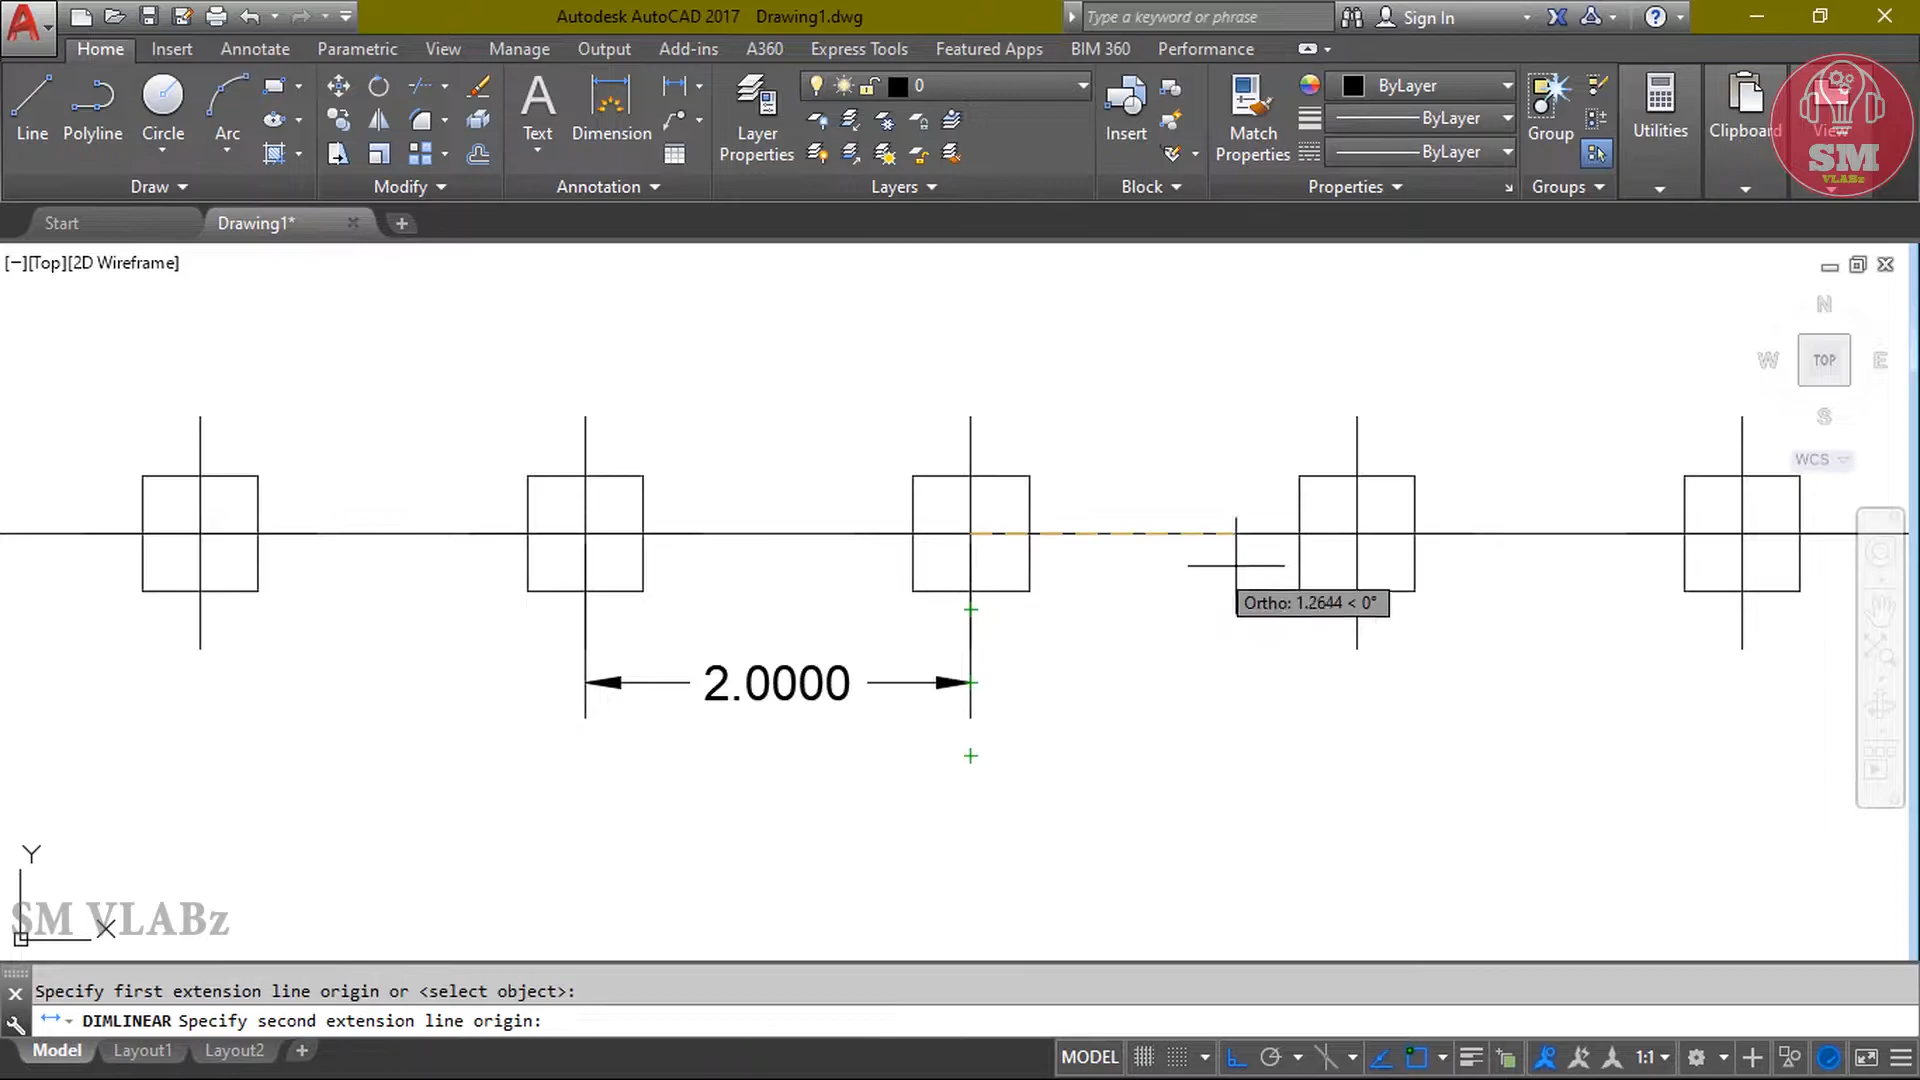 Autodesk AutoCAD 2017 Drawing1.dwg
Type a keyword or phrase
Sign In
Home Insert Annotate Parametric View Manage Output Add-ins A360 Express Tools Featured Apps BIM 360 Performance
Line Polyline Circle Arc
Text Dimension
Layer Properties
0
Insert
Match Properties
ByLayer
ByLayer
ByLayer
Group
Utilities
Clipboard
View
SM
VLABz
Draw Modify Annotation Layers Block Properties Groups
Start Drawing1*
[−][Top][2D Wireframe]
N
W TOP E
S
WCS
Ortho: 1.2644 < 0°
2.0000
Y
X
SM VLABz
Specify first extension line origin or <select object>:
DIMLINEAR Specify second extension line origin:
Model Layout1 Layout2
MODEL
1:1